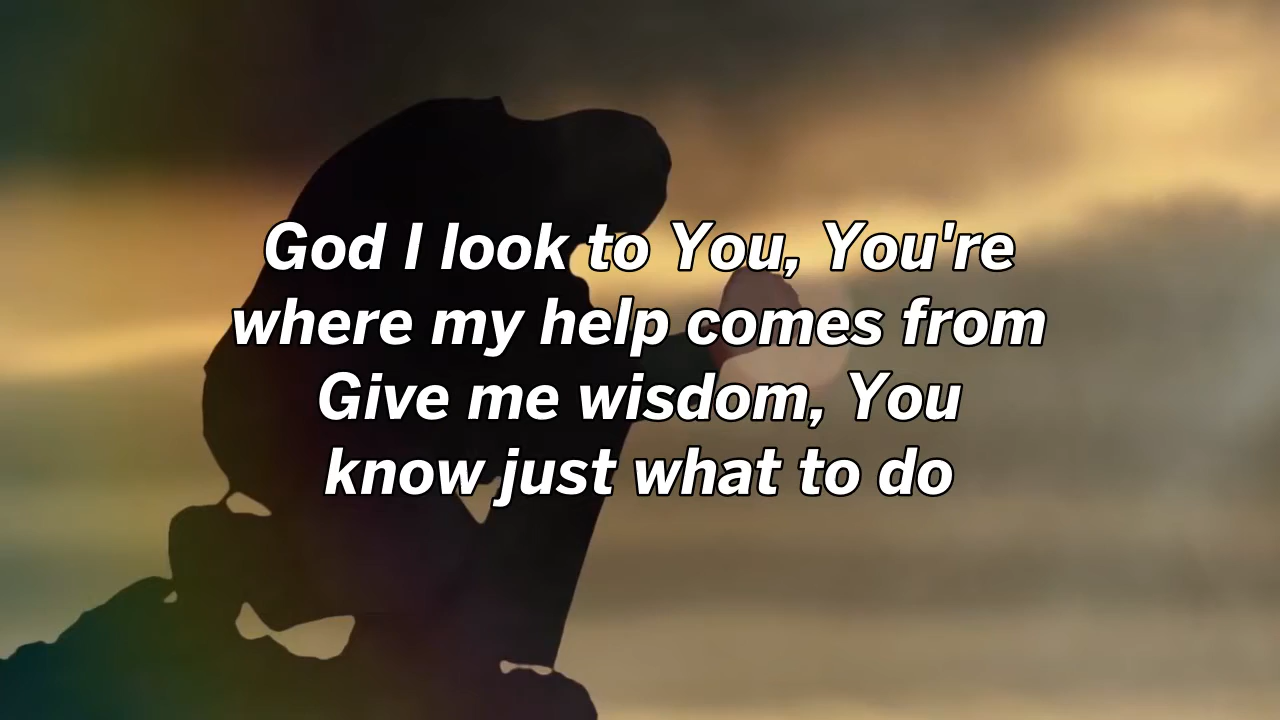 God I look to You, You're
where my help comes from
Give me wisdom, You
know just what to do